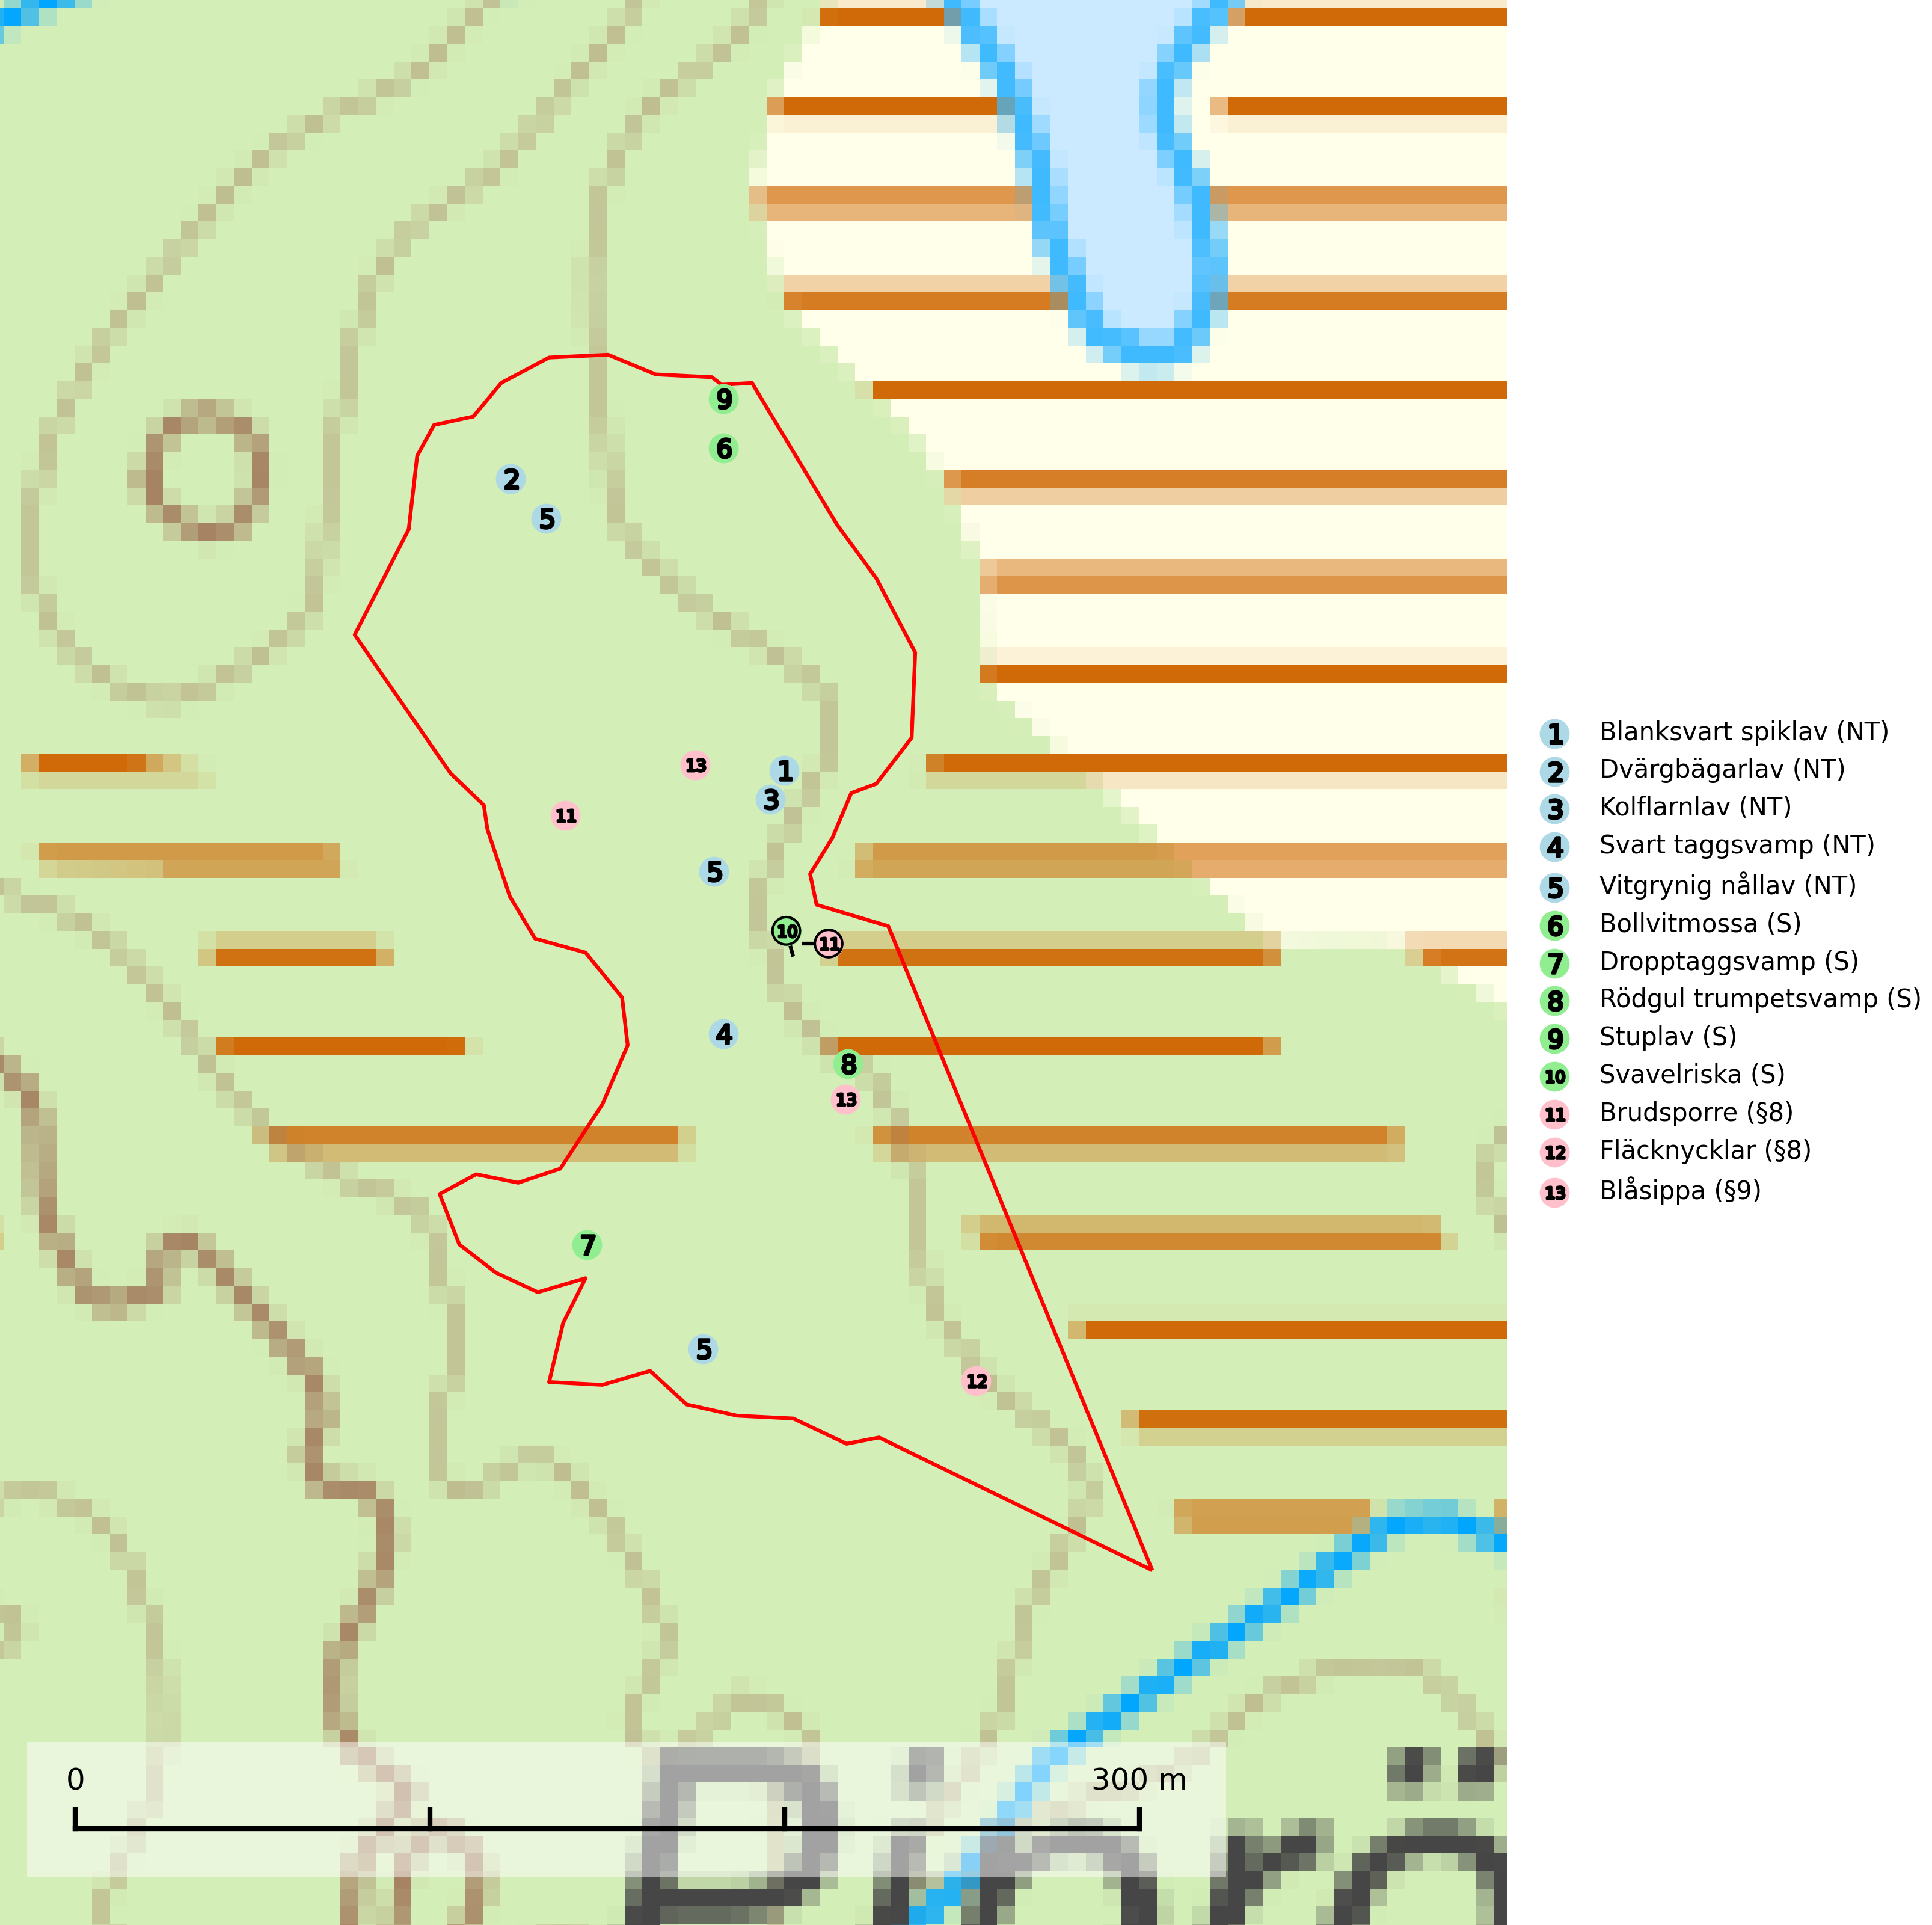 9
6
2
5
13
1
3
11
5
10
11
4
8
13
7
5
12
0
300 m
1 Blanksvart spiklav (NT)
2 Dvärgbägarlav (NT)
3 Kolflarnlav (NT)
4 Svart taggsvamp (NT)
5 Vitgrynig nållav (NT)
6 Bollvitmossa (S)
7 Dropptaggsvamp (S)
8 Rödgul trumpetsvamp (S)
9 Stuplav (S)
10 Svavelriska (S)
11 Brudsporre (§8)
12 Fläcknycklar (§8)
13 Blåsippa (§9)